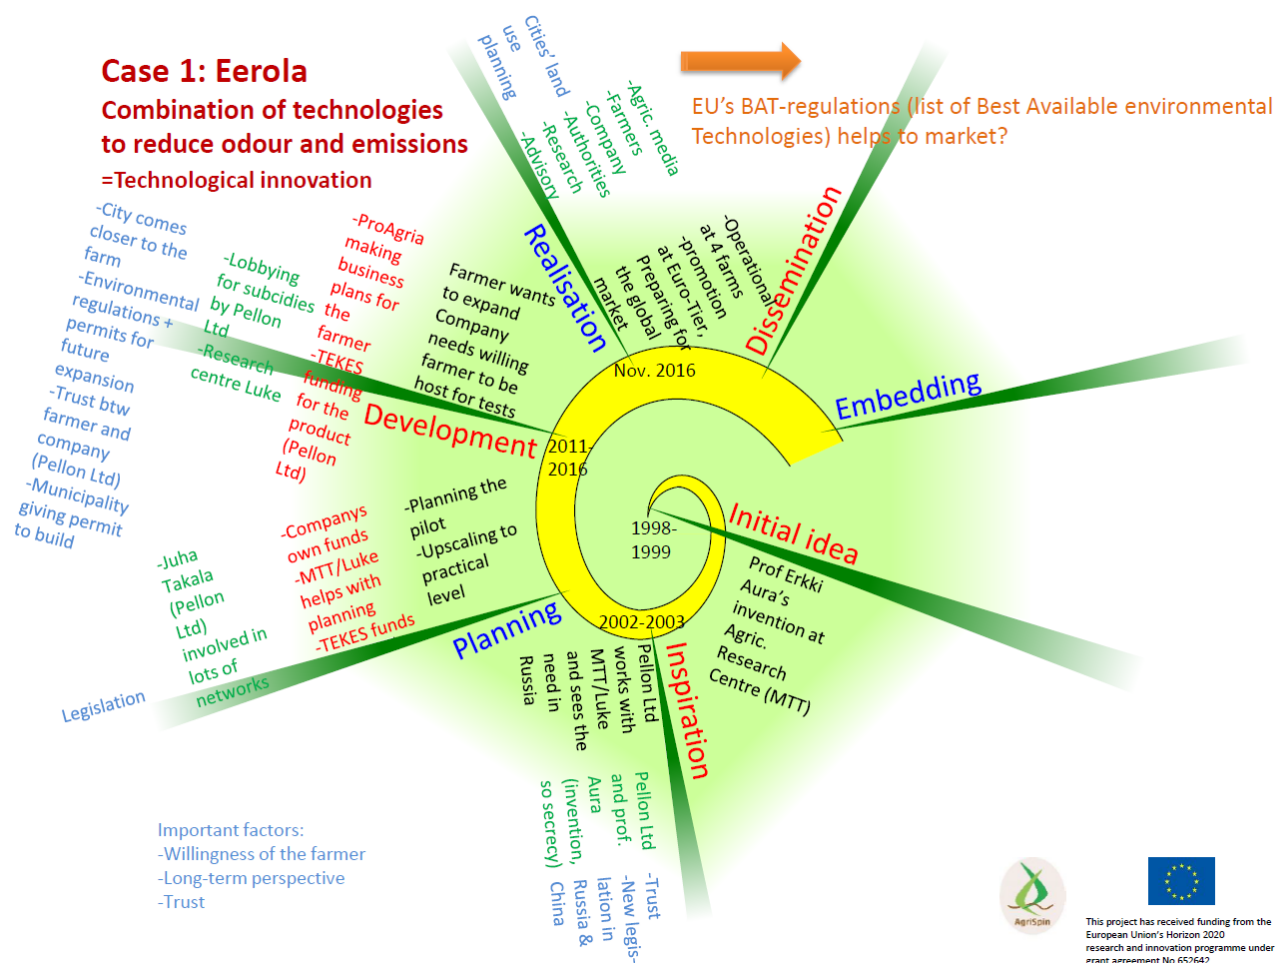 Case 1: Eerola
Combination of technologies
to reduce odour and emissions
=Technological innovation
EU's BAT-regulations (list of Best Available environmental
Technologies) helps to market?
Initial idea
1998-
1999
Prof Erkki
Aura's
invention at
Agric.
Research
Centre (MTT)
Inspiration
2002-2003
Pellon Ltd
works with
MTT/Luke
and sees the
need in
Russia
Pellon Ltd
and prof.
Aura
(invention,
so secrecy)
-Trust
-New legis-
lation in
Russia &
China
Planning
-Planning the
pilot
-Upscaling to
practical
level
-Companys
own funds
-MTT/Luke
helps with
planning
-TEKES funds
-Juha
Takala
(Pellon
Ltd)
involved in
lots of
networks
Legislation
Development
2011-
2016
Farmer wants
to expand
Company
needs willing
farmer to be
host for tests
-ProAgria
making
business
plans for
the
farmer
-TEKES
funding
for the
product
(Pellon
Ltd)
-Lobbying
for subcidies
by Pellon
Ltd
-Research
centre Luke
-City comes
closer to the
farm
-Environmental
regulations +
permits for
future
expansion
-Trust btw
farmer and
company
(Pellon Ltd)
-Municipality
giving permit
to build
Realisation
Nov. 2016
-Operational
at 4 farms
-promotion
at Euro-Tier,
Preparing for
the global
market
-Agric. media
-Farmers
-Company
-Authorities
-Research
-Advisory
Cities' land
use
planning
Dissemination
Embedding
Important factors:
-Willingness of the farmer
-Long-term perspective
-Trust
AgriSpin
This project has received funding from the
European Union's Horizon 2020
research and innovation programme under
grant agreement No 652642